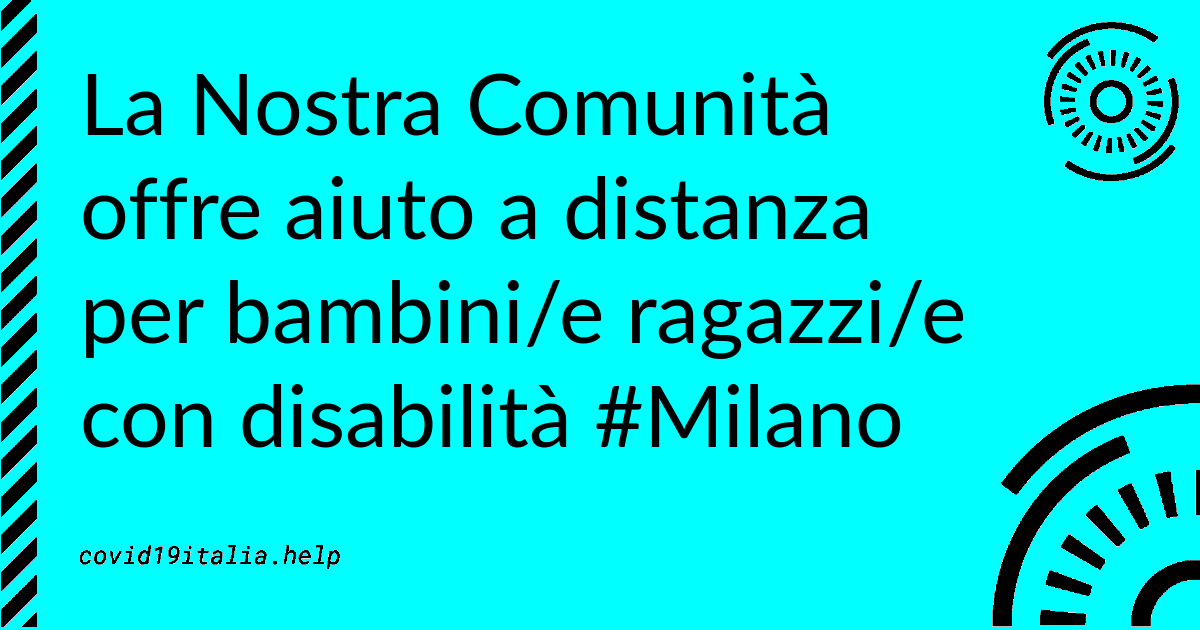 La Nostra Comunità
offre aiuto a distanza
per bambini/e ragazzi/e
con disabilità #Milano
covid19italia.help